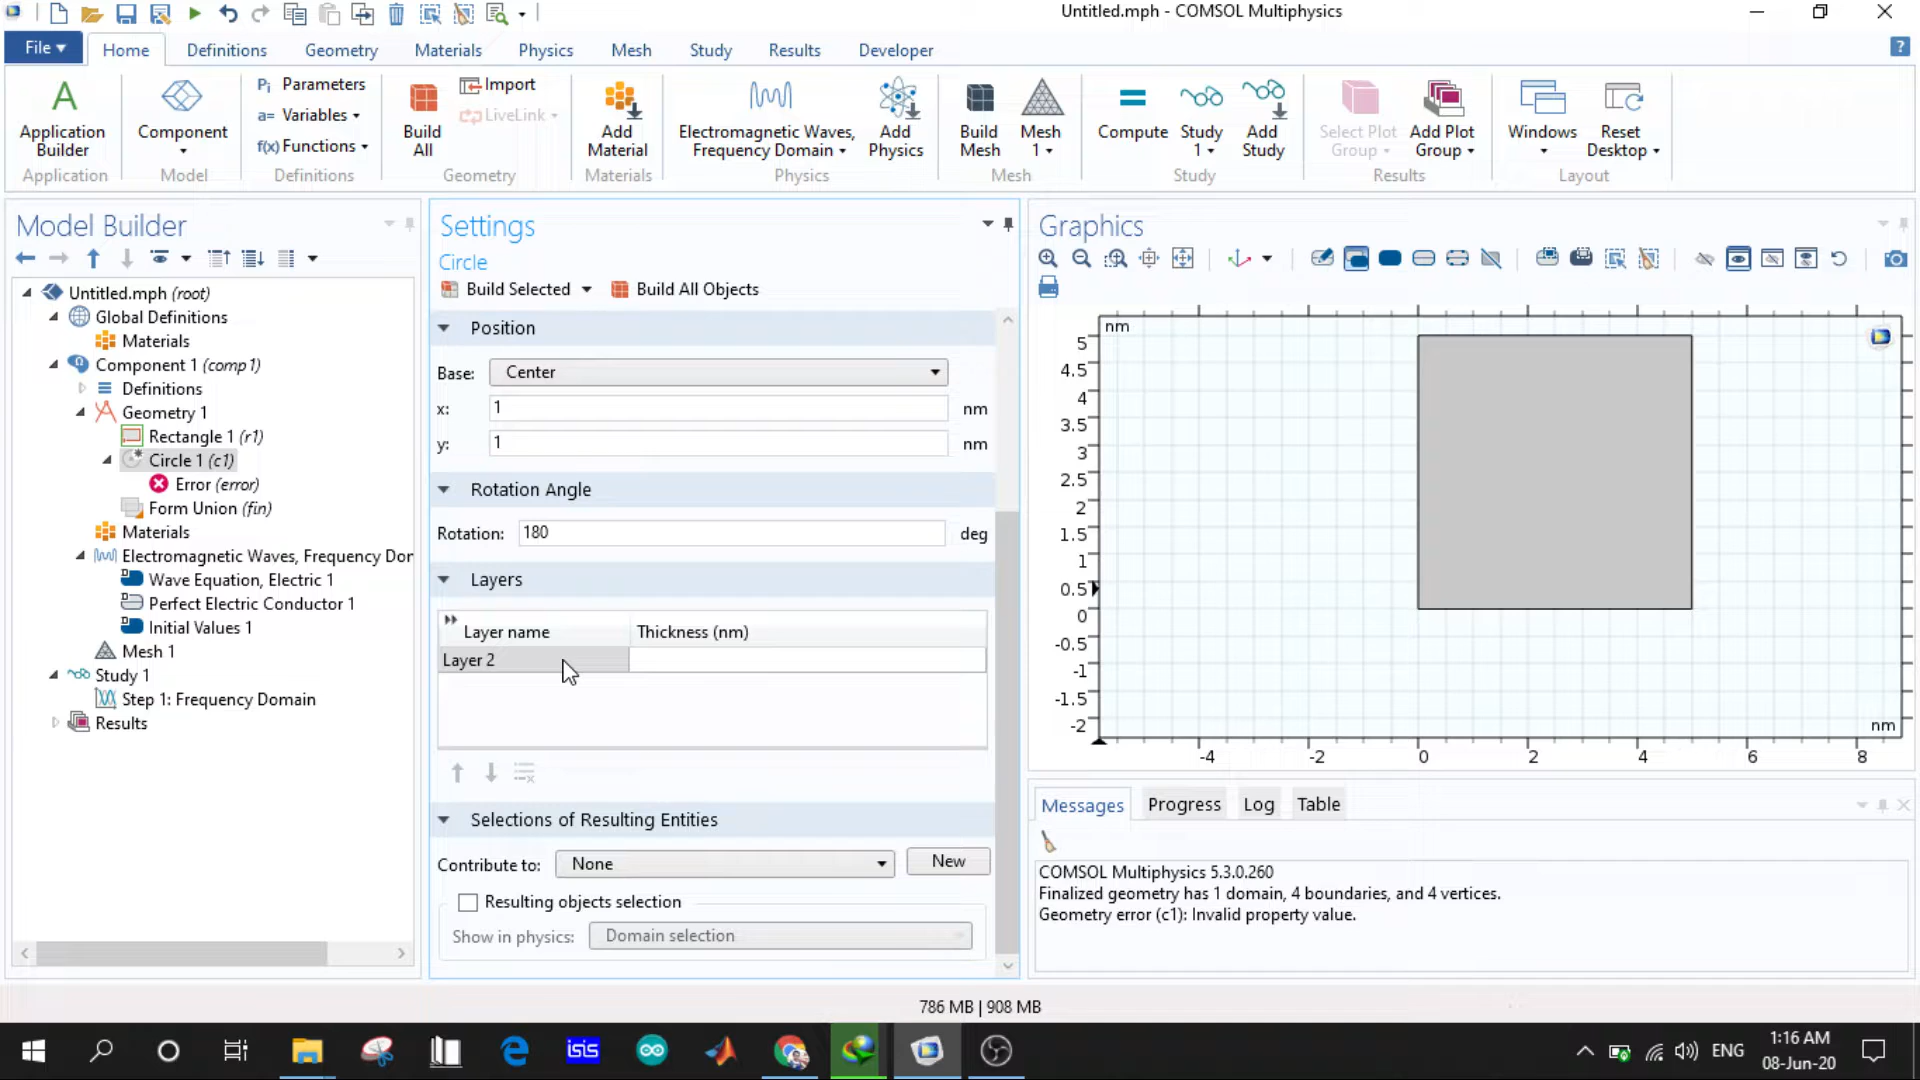 Untitled.mph - COMSOL Multiphysics
File Home Definitions Geometry Materials Physics Mesh Study Results Developer
Application Builder
Application
Component
Model
Pi Parameters
a= Variables
f(x) Functions
Definitions
Build All
Import
LiveLink
Geometry
Add Material
Materials
Electromagnetic Waves, Frequency Domain
Add Physics
Physics
Build Mesh
Mesh 1
Mesh
Compute
Study 1
Add Study
Study
Select Plot Group
Add Plot Group
Results
Windows
Reset Desktop
Layout
Model Builder
Untitled.mph (root)
Global Definitions
Materials
Component 1 (comp1)
Definitions
Geometry 1
Rectangle 1 (r1)
Circle 1 (c1)
Error (error)
Form Union (fin)
Materials
Electromagnetic Waves, Frequency Dor
Wave Equation, Electric 1
Perfect Electric Conductor 1
Initial Values 1
Mesh 1
Study 1
Step 1: Frequency Domain
Results
Settings
Circle
Build Selected Build All Objects
Position
Base: Center
x: 1 nm
y: 1 nm
Rotation Angle
Rotation: 180 deg
Layers
Layer name Thickness (nm)
Layer 2
Selections of Resulting Entities
Contribute to: None New
Resulting objects selection
Show in physics: Domain selection
Graphics
nm
5
4.5
4
3.5
3
2.5
2
1.5
1
0.5
0
-0.5
-1
-1.5
-2
nm
-4 -2 0 2 4 6 8
Messages Progress Log Table
COMSOL Multiphysics 5.3.0.260
Finalized geometry has 1 domain, 4 boundaries, and 4 vertices.
Geometry error (c1): Invalid property value.
786 MB | 908 MB
isis
ENG
1:16 AM
08-Jun-20